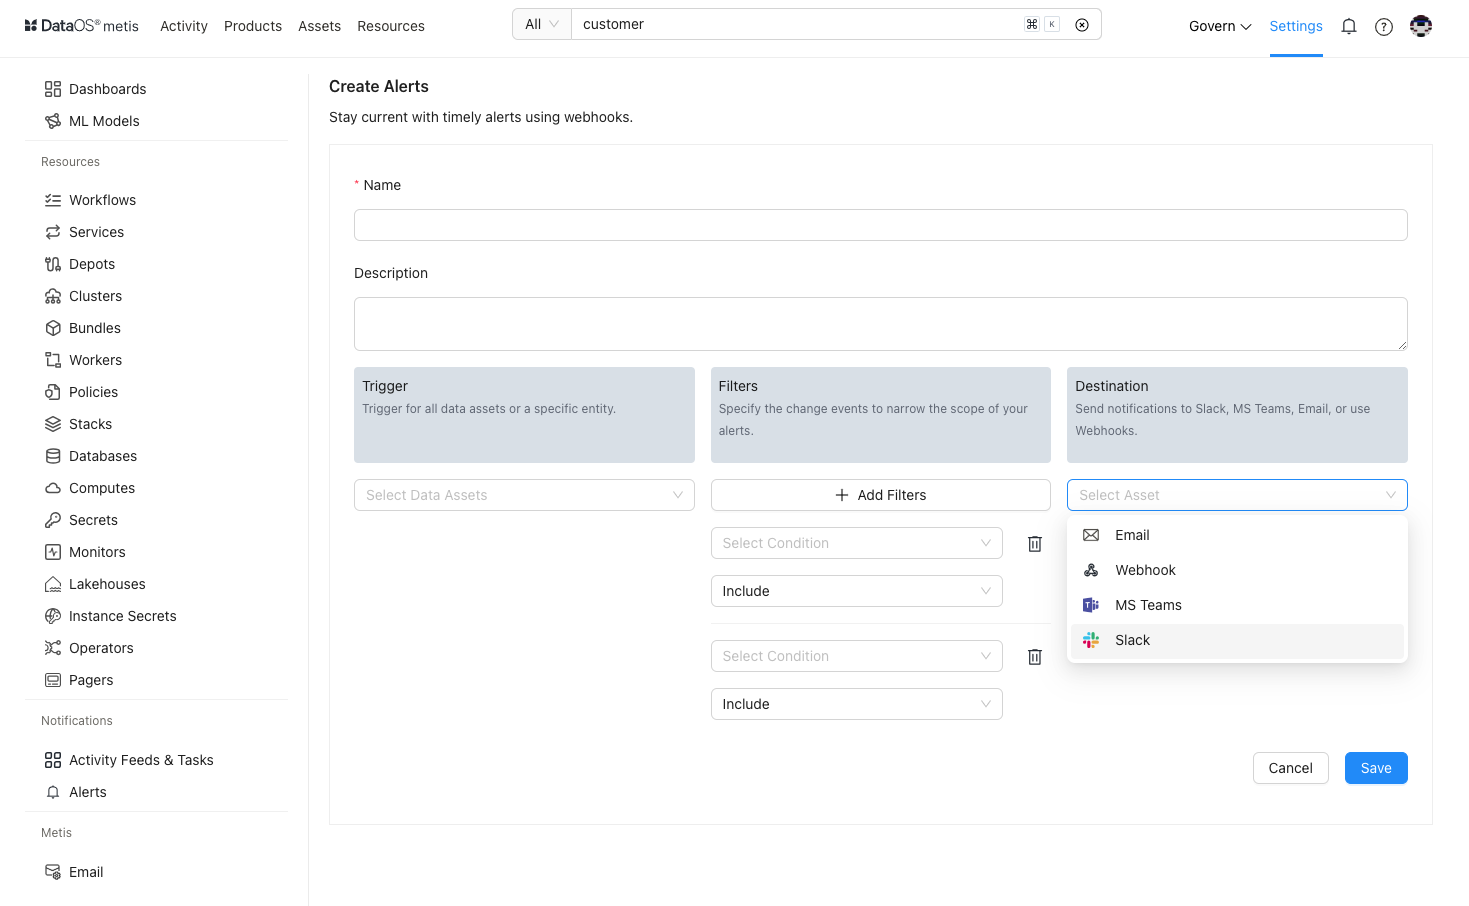 DataOS® metis
Activity
Products
Assets
Resources
All
customer
⌘ K
Govern
Settings
Dashboards
ML Models
Resources
Workflows
Services
Depots
Clusters
Bundles
Workers
Policies
Stacks
Databases
Computes
Secrets
Monitors
Lakehouses
Instance Secrets
Operators
Pagers
Notifications
Activity Feeds & Tasks
Alerts
Metis
Email
Create Alerts
Stay current with timely alerts using webhooks.
* Name
Description
Trigger
Trigger for all data assets or a specific entity.
Select Data Assets
Filters
Specify the change events to narrow the scope of your
alerts.
Add Filters
Select Condition
Include
Select Condition
Include
Destination
Send notifications to Slack, MS Teams, Email, or use
Webhooks.
Select Asset
Email
Webhook
MS Teams
Slack
Cancel
Save